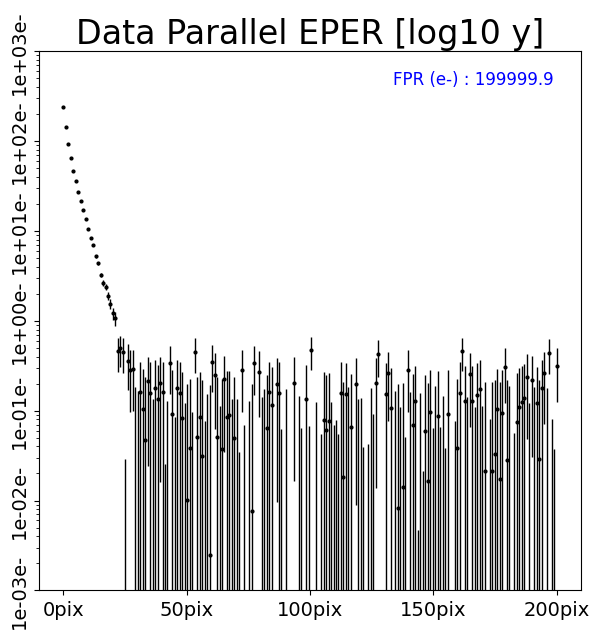 Data Parallel EPER [log10 y]
FPR (e-) : 199999.9
1e+03e-
1e+02e-
1e+01e-
1e+00e-
1e-01e-
1e-02e-
1e-03e-
0pix 50pix 100pix 150pix 200pix